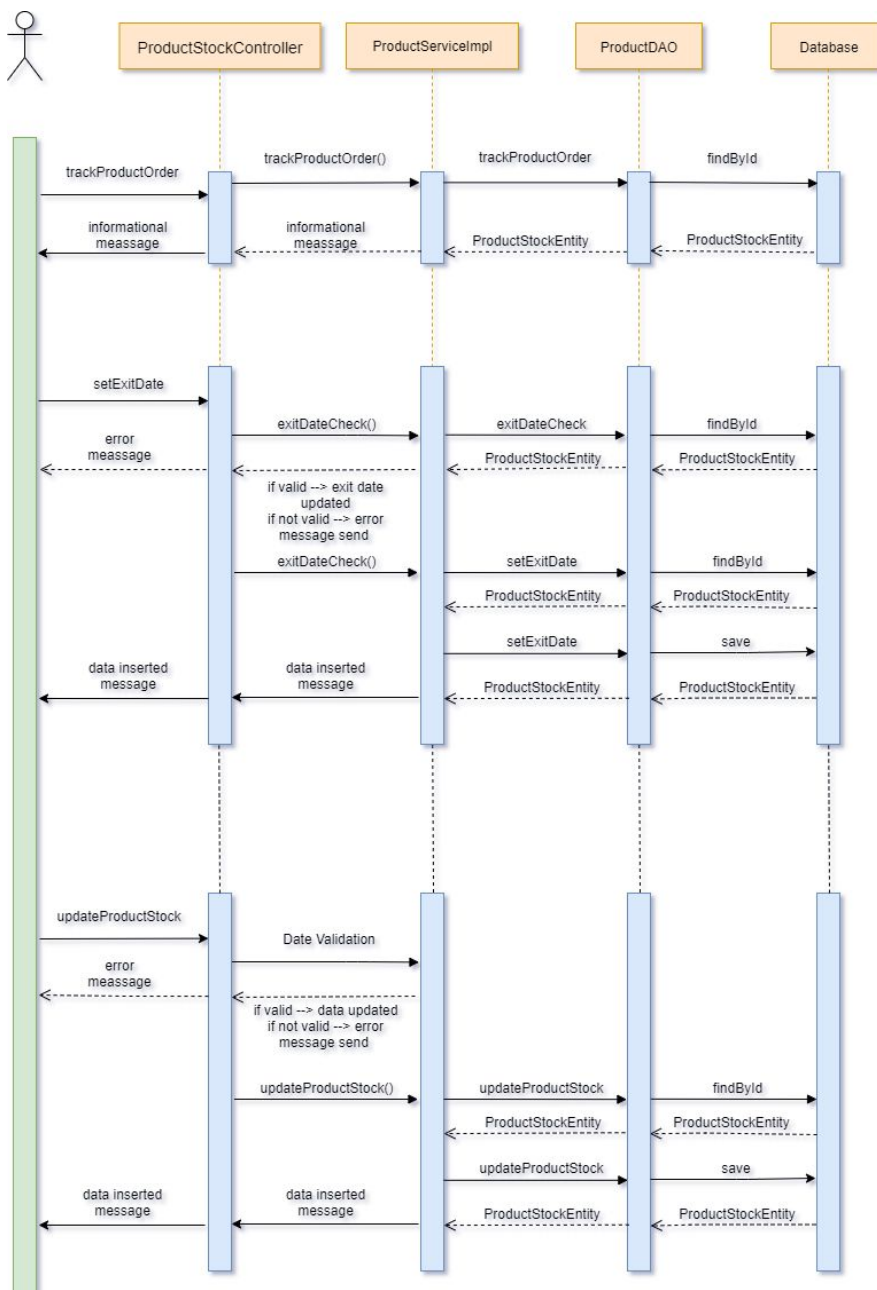 ProductStockController
ProductServiceImpl
ProductDAO
Database
trackProductOrder
trackProductOrder()
trackProductOrder
findById
informational
meassage
informational
meassage
ProductStockEntity
ProductStockEntity
setExitDate
exitDateCheck()
exitDateCheck
findById
error
meassage
ProductStockEntity
ProductStockEntity
if valid --> exit date
updated
if not valid --> error
message send
exitDateCheck()
setExitDate
findById
ProductStockEntity
ProductStockEntity
setExitDate
save
data inserted
message
data inserted
message
ProductStockEntity
ProductStockEntity
updateProductStock
Date Validation
error
meassage
if valid --> data updated
if not valid --> error
message send
updateProductStock()
updateProductStock
findById
ProductStockEntity
ProductStockEntity
updateProductStock
save
data inserted
message
data inserted
message
ProductStockEntity
ProductStockEntity